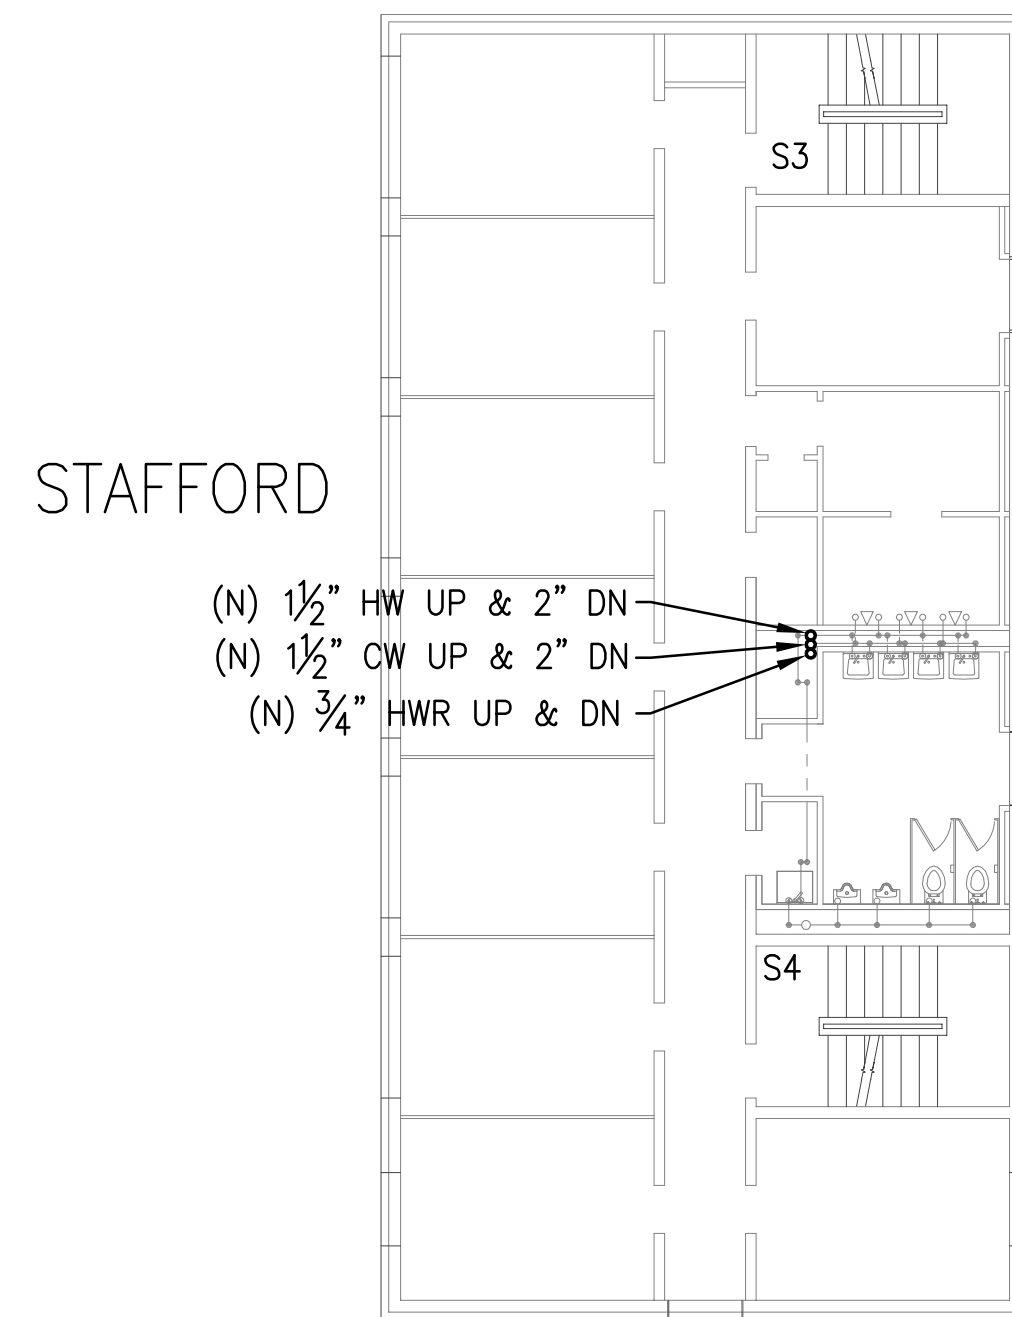 S3
STAFFORD
(N) 1½" HW UP & 2" DN
(N) 1½" CW UP & 2" DN
(N) ¾" HWR UP & DN
S4